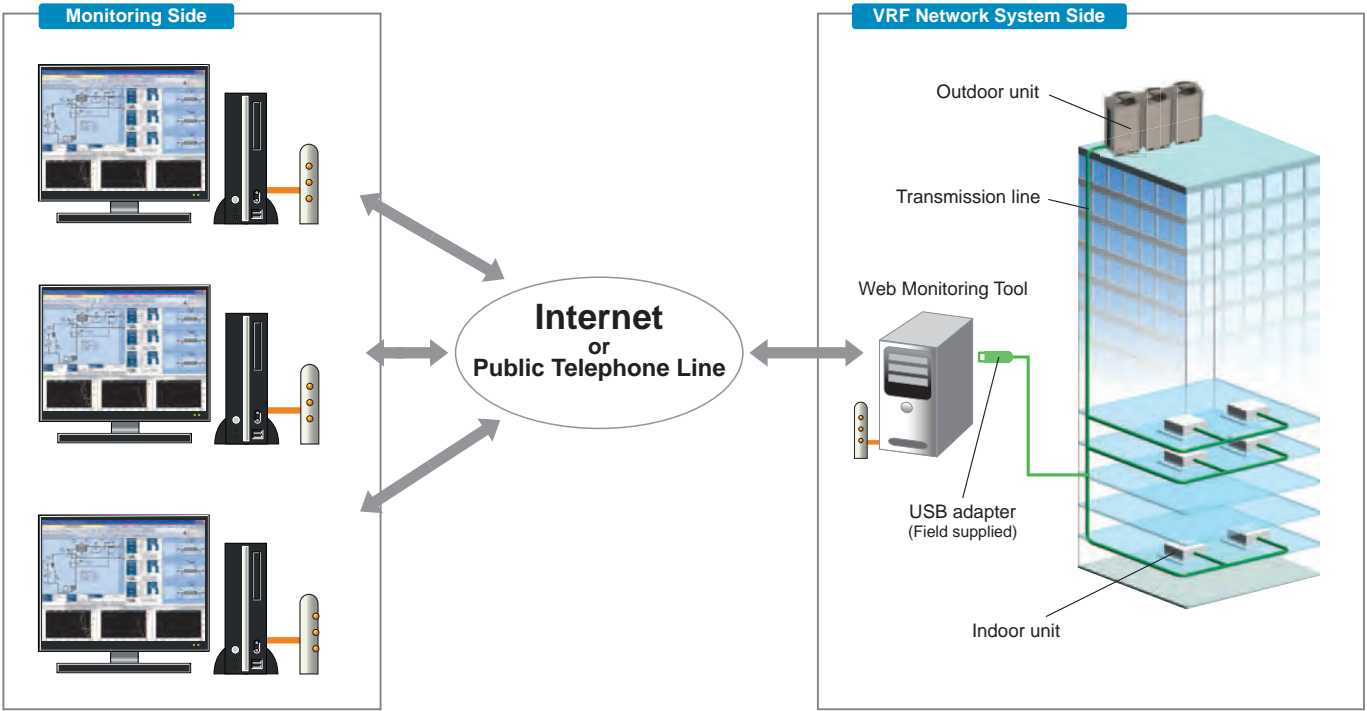 Monitoring Side
VRF Network System Side
Outdoor unit
Transmission line
Web Monitoring Tool
Internet
or
Public Telephone Line
USB adapter
(Field supplied)
Indoor unit